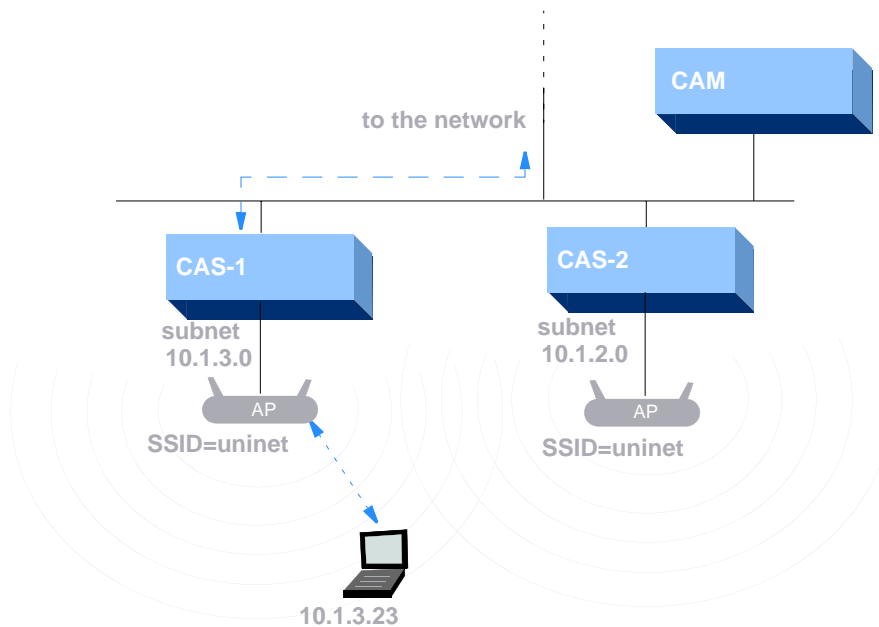 CAM
to the network
CAS-1
CAS-2
subnet
10.1.3.0
subnet
10.1.2.0
AP
AP
SSID=uninet
SSID=uninet
10.1.3.23